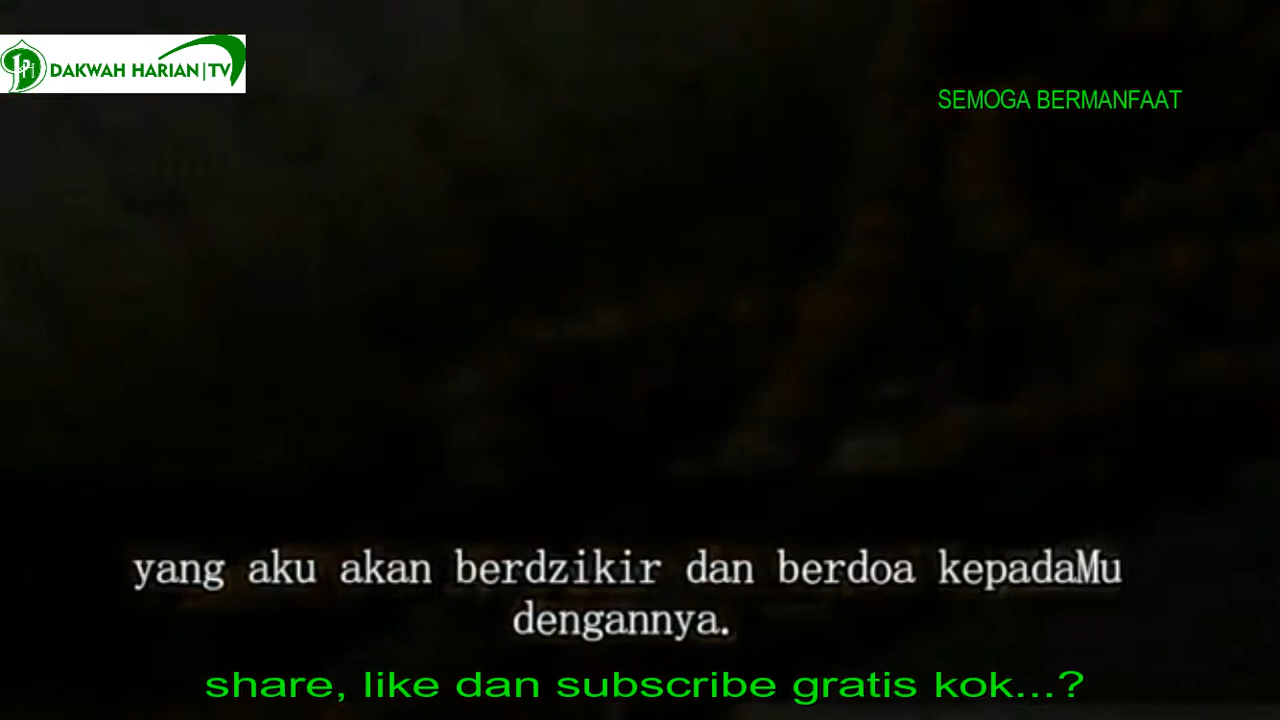 DAKWAH HARIAN|TV
SEMOGA BERMANFAAT
yang aku akan berdzikir dan berdoa kepadaMu
dengannya.
share, like dan subscribe gratis kok...?